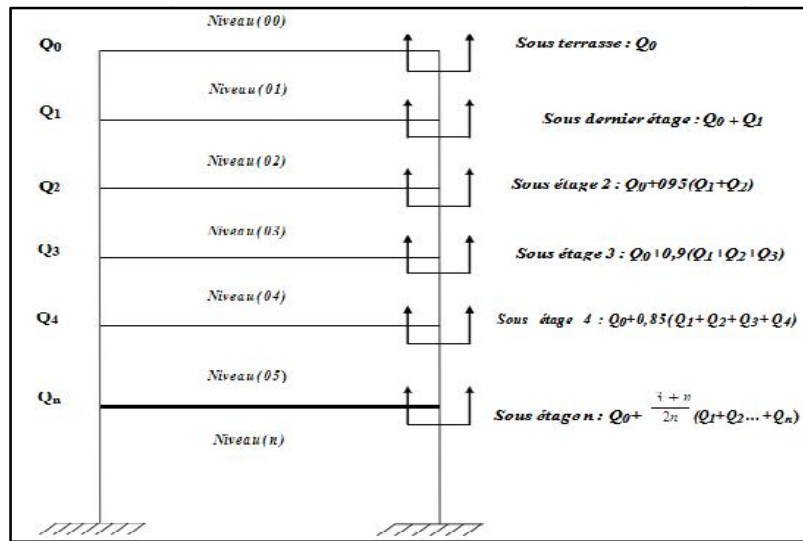 Niveau(00)
Q0 Sous terrasse : Q0
Niveau(01)
Q1 Sous dernier étage : Q0 + Q1
Niveau(02)
Q2 Sous étage 2 : Q0+095(Q1+Q2)
Niveau(03)
Q3 Sous étage 3 : Q0+0,9(Q1+Q2+Q3)
Niveau(04)
Q4 Sous étage 4 : Q0+0,85(Q1+Q2+Q3+Q4)
Niveau(05)
Qn Sous étage n : Q0+ 3 + n / 2n (Q1+Q2...+Qn)
Niveau(n)